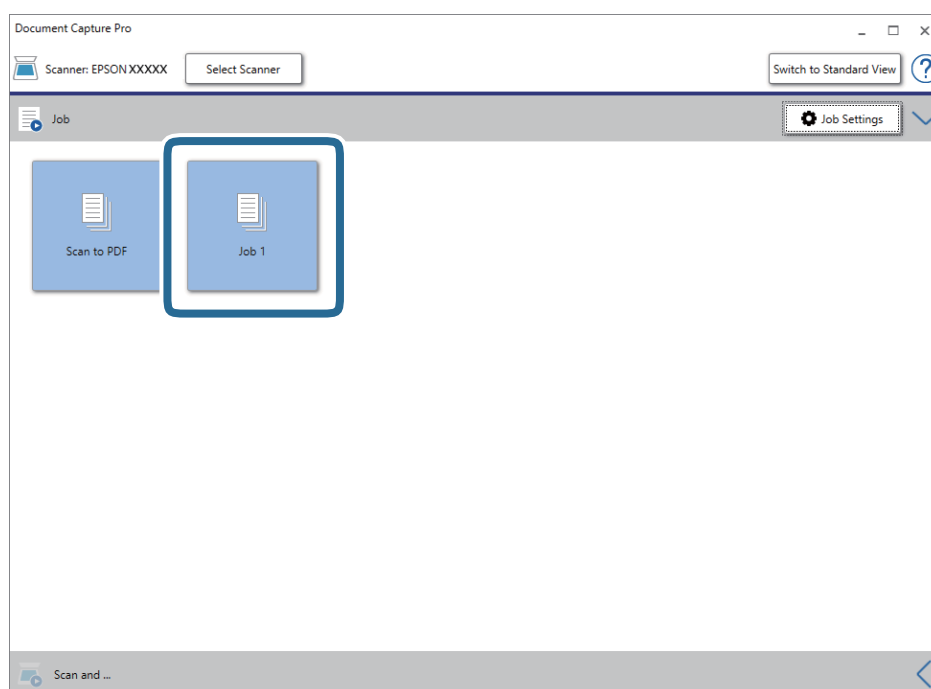 Document Capture Pro
Scanner: EPSON XXXXX
Select Scanner
Switch to Standard View
?
Job
Job Settings
Scan to PDF
Job 1
Scan and ...